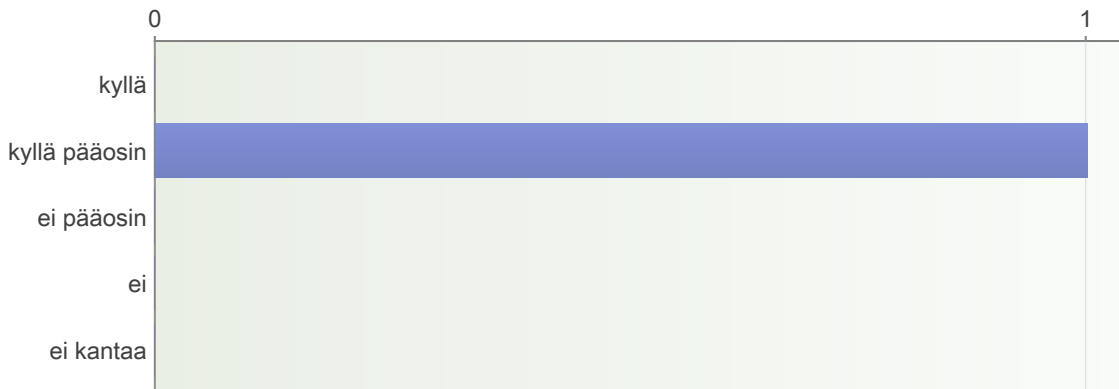 0 1
kyllä
kyllä pääosin
ei pääosin
ei
ei kantaa